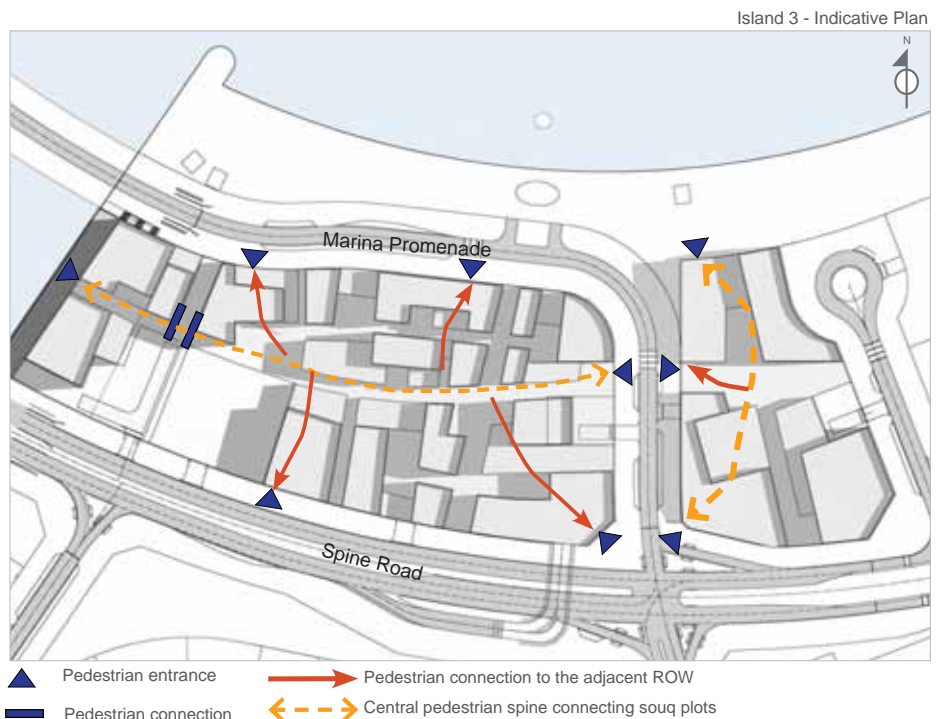 Island 3 - Indicative Plan
N
Marina Promenade
Spine Road
Pedestrian entrance
Pedestrian connection to the adjacent ROW
Pedestrian connection
Central pedestrian spine connecting souq plots